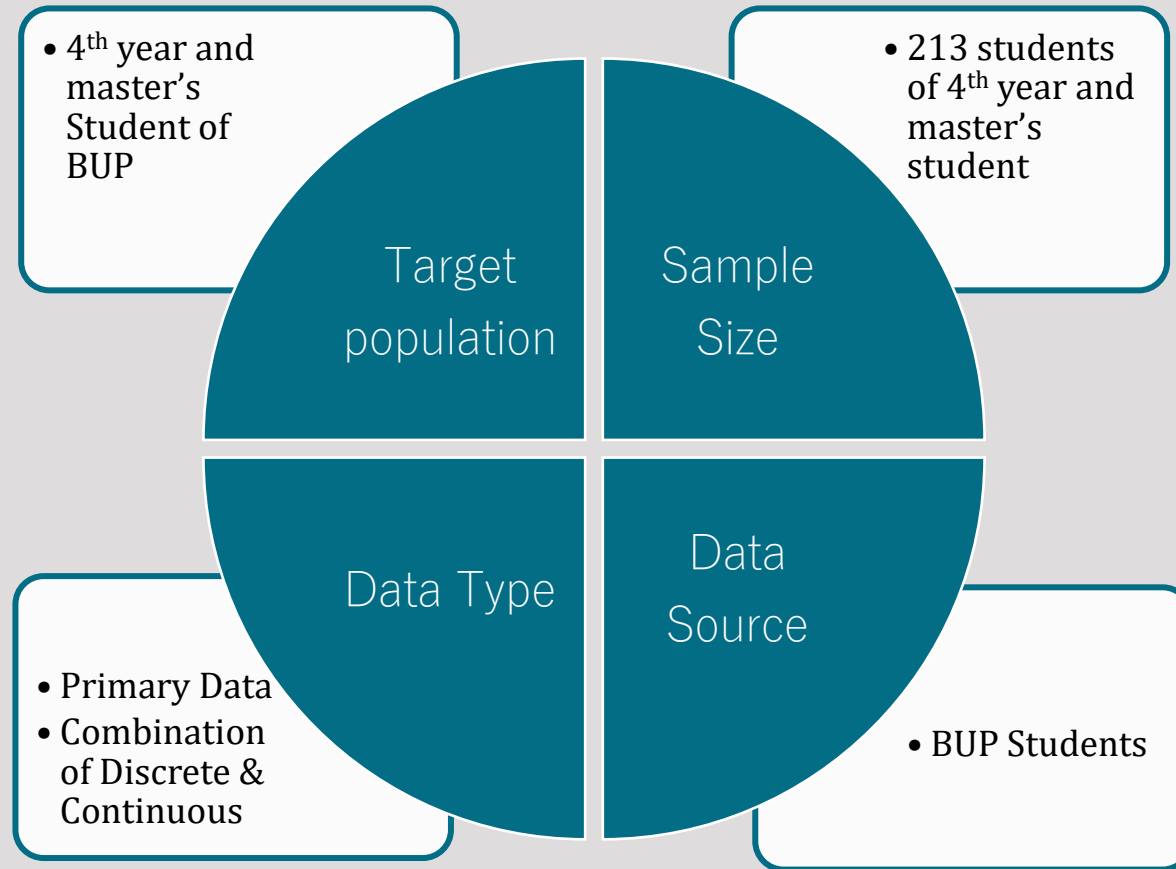 • 4th year and
master’s
Student of
BUP
• 213 students
of 4th year and
master’s
student
Target
population
Sample
Size
Data Type
Data
Source
• Primary Data
• Combination
of Discrete &
Continuous
• BUP Students